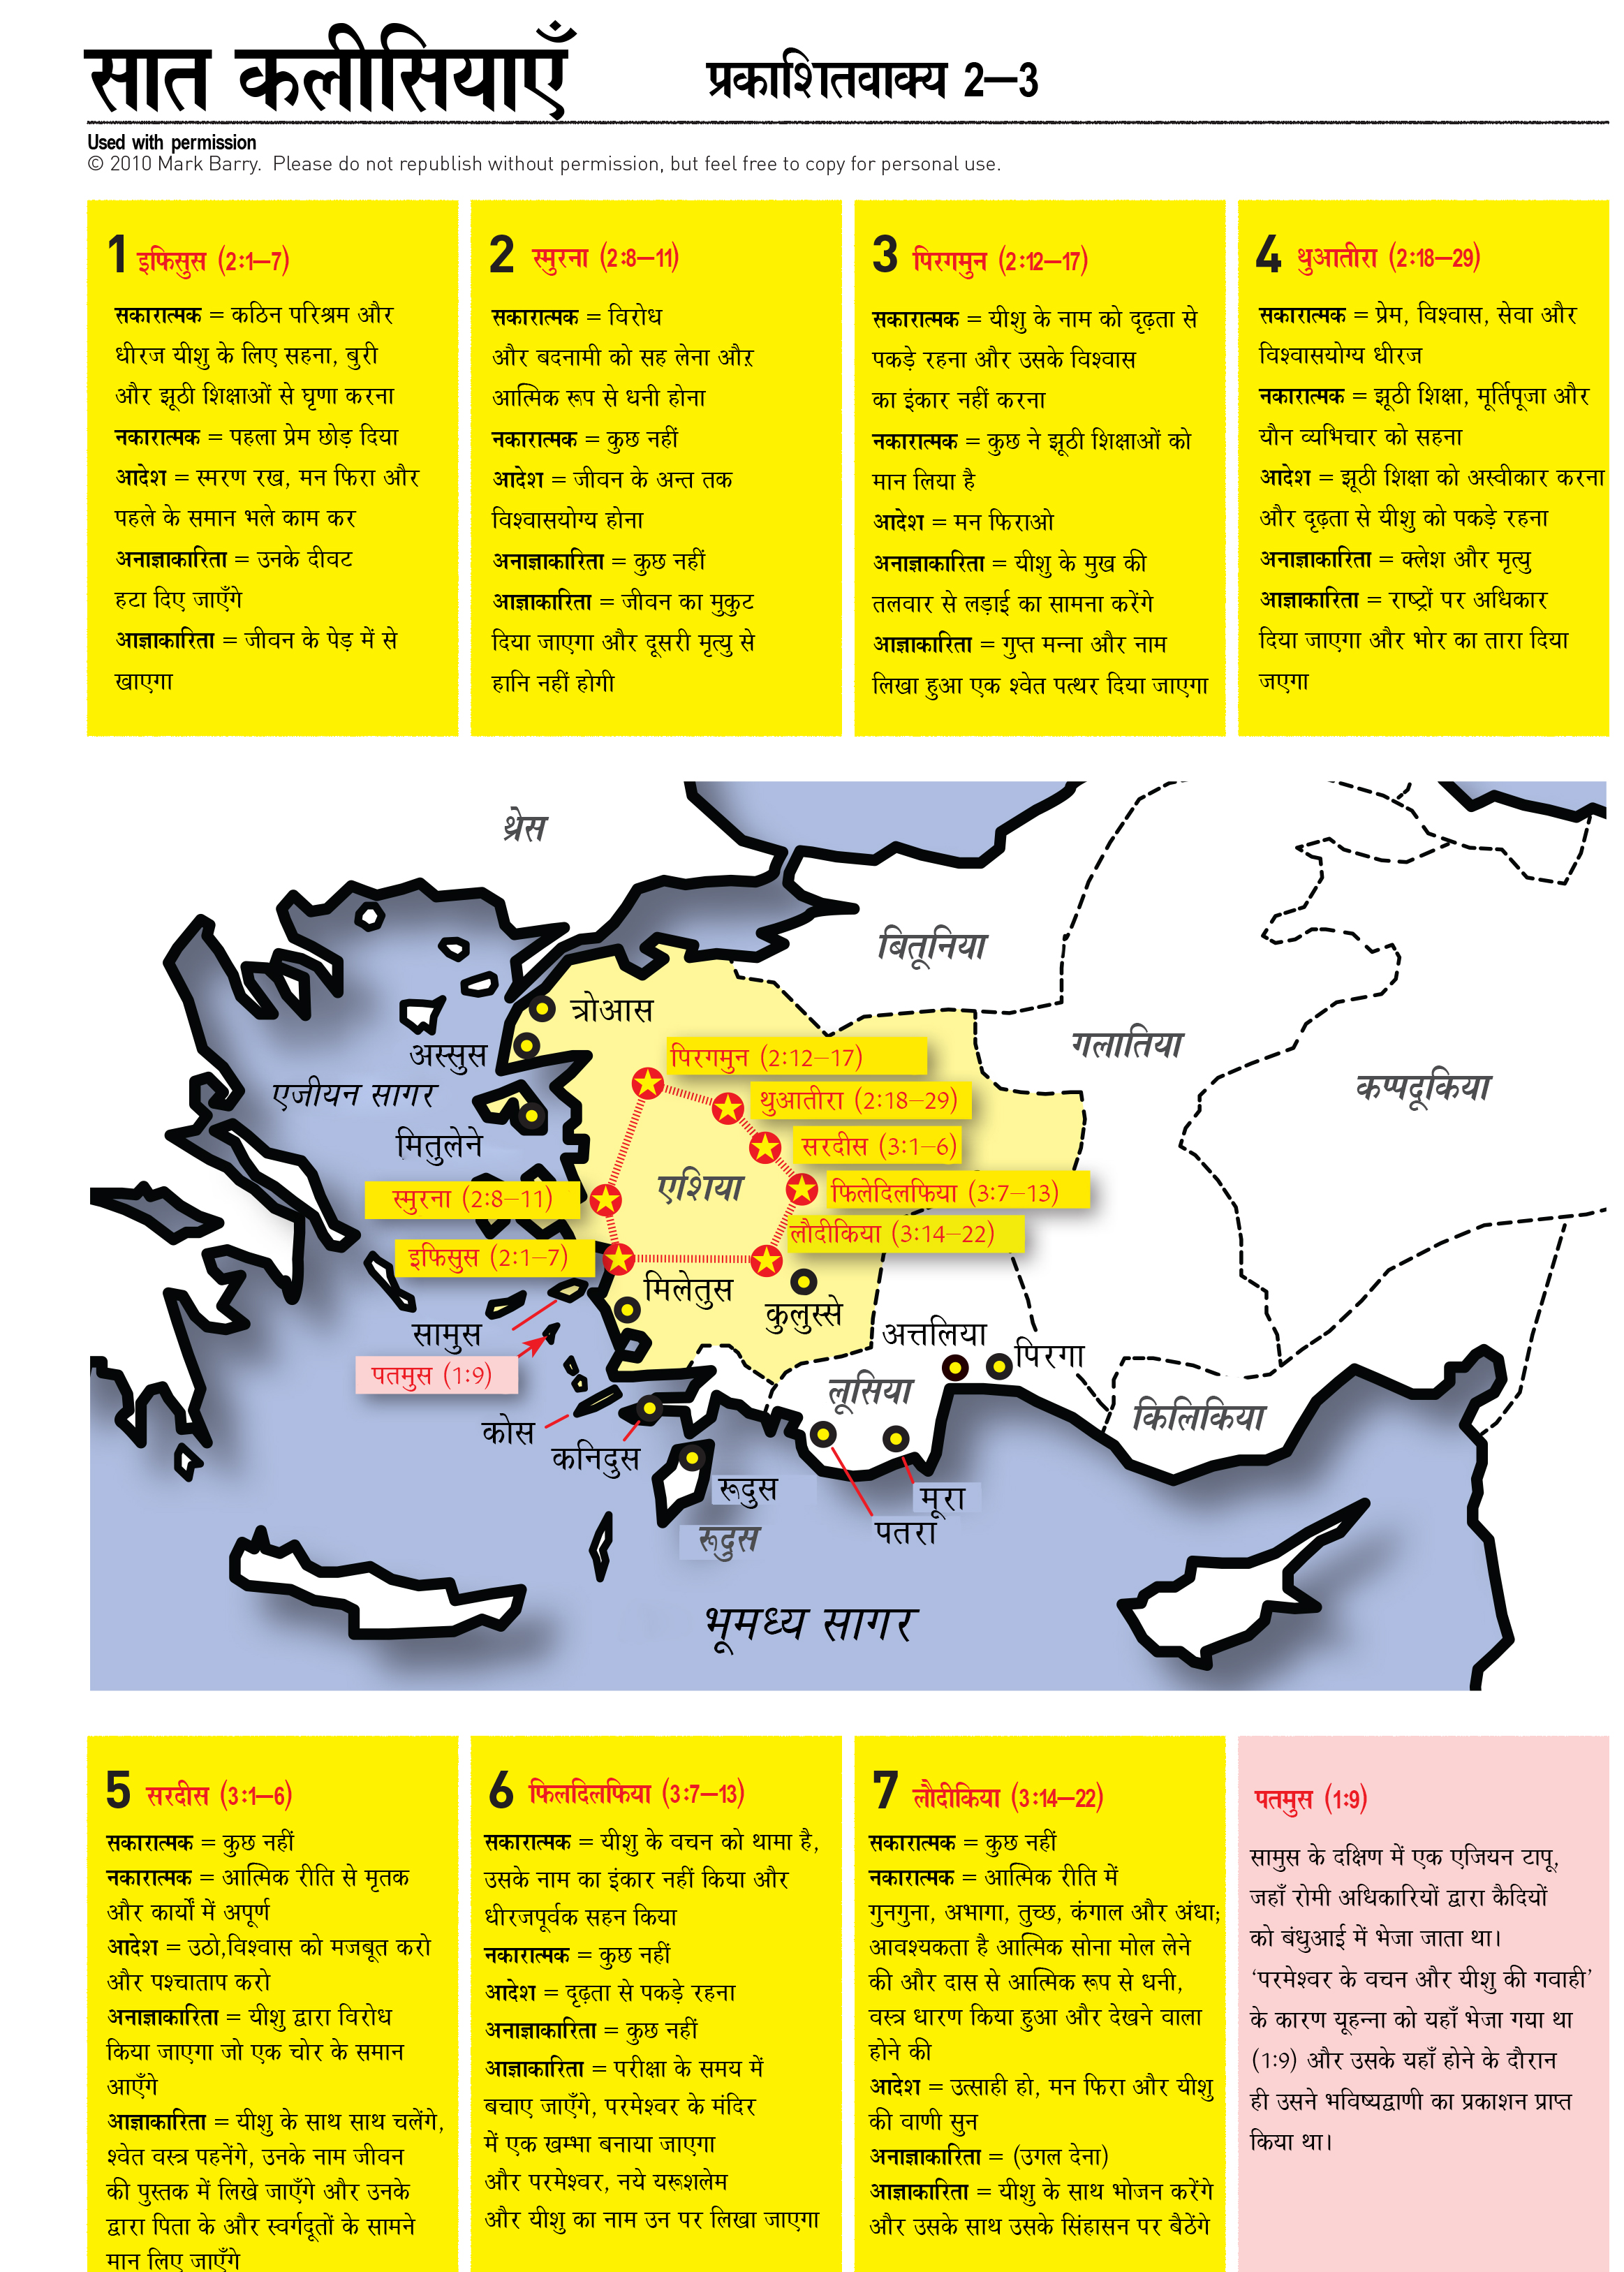 सात कलीसियाएँ
प्रकाशितवाक्य 2—3
Used with permission
© 2010 Mark Barry. Please do not republish without permission, but feel free to copy for personal use.
1 इफिसुस (2:1—7)
सकारात्मक = कठिन परिश्रम और
धीरज यीशु के लिए सहना, बुरी
और झूठी शिक्षाओं से घृणा करना
नकारात्मक = पहला प्रेम छोड़ दिया
आदेश = स्मरण रख, मन फिरा और
पहले के समान भले काम कर
अनाज्ञाकारिता = उनके दीवट
हटा दिए जाएँगे
आज्ञाकारिता = जीवन के पेड़ में से
खाएगा
2 स्मुरना (2:8—11)
सकारात्मक = विरोध
और बदनामी को सह लेना औऱ
आत्मिक रूप से धनी होना
नकारात्मक = कुछ नहीं
आदेश = जीवन के अन्त तक
विश्वासयोग्य होना
अनाज्ञाकारिता = कुछ नहीं
आज्ञाकारिता = जीवन का मुकुट
दिया जाएगा और दूसरी मृत्यु से
हानि नहीं होगी
3 पिरगमुन (2:12—17)
सकारात्मक = यीशु के नाम को दृढ़ता से
पकड़े रहना और उसके विश्वास
का इंकार नहीं करना
नकारात्मक = कुछ ने झूठी शिक्षाओं को
मान लिया है
आदेश = मन फिराओ
अनाज्ञाकारिता = यीशु के मुख की
तलवार से लड़ाई का सामना करेंगे
आज्ञाकारिता = गुप्त मन्ना और नाम
लिखा हुआ एक श्वेत पत्थर दिया जाएगा
4 थुआतीरा (2:18—29)
सकारात्मक = प्रेम, विश्वास, सेवा और
विश्वासयोग्य धीरज
नकारात्मक = झूठी शिक्षा, मूर्तिपूजा और
यौन व्यभिचार को सहना
आदेश = झूठी शिक्षा को अस्वीकार करना
और दृढ़ता से यीशु को पकड़े रहना
अनाज्ञाकारिता = क्लेश और मृत्यु
आज्ञाकारिता = राष्ट्रों पर अधिकार
दिया जाएगा और भोर का तारा दिया
जएगा
थ्रेस
बितूनिया
त्रोआस
अस्सुस
गलातिया
पिरगमुन (2:12—17)
एजीयन सागर
थुआतीरा (2:18—29)
कप्पदूकिया
मितुलेने
सरदीस (3:1—6)
एशिया
स्मुरना (2:8—11)
फिलेदिलफिया (3:7—13)
लौदीकिया (3:14—22)
इफिसुस (2:1—7)
मिलेतुस
कुलुस्से
सामुस
अत्तलिया
पिरगा
पतमुस (1:9)
लूसिया
किलिकिया
कोस
कनिदुस
रूदुस
मूरा
पतरा
रूदुस
भूमध्य सागर
5 सरदीस (3:1—6)
सकारात्मक = कुछ नहीं
नकारात्मक = आत्मिक रीति से मृतक
और कार्यों में अपूर्ण
आदेश = उठो,विश्वास को मजबूत करो
और पश्चाताप करो
अनाज्ञाकारिता = यीशु द्वारा विरोध
किया जाएगा जो एक चोर के समान
आएँगे
आज्ञाकारिता = यीशु के साथ साथ चलेंगे,
श्वेत वस्त्र पहनेंगे, उनके नाम जीवन
की पुस्तक में लिखे जाएँगे और उनके
द्वारा पिता के और स्वर्गदूतों के सामने
मान लिए जाएँगे
6 फिलदिलफिया (3:7—13)
सकारात्मक = यीशु के वचन को थामा है,
उसके नाम का इंकार नहीं किया और
धीरजपूर्वक सहन किया
नकारात्मक = कुछ नहीं
आदेश = दृढ़ता से पकड़े रहना
अनाज्ञाकारिता = कुछ नहीं
आज्ञाकारिता = परीक्षा के समय में
बचाए जाएँगे, परमेश्वर के मंदिर
में एक खम्भा बनाया जाएगा
और परमेश्वर, नये यरूशलेम
और यीशु का नाम उन पर लिखा जाएगा
7 लौदीकिया (3:14—22)
सकारात्मक = कुछ नहीं
नकारात्मक = आत्मिक रीति में
गुनगुना, अभागा, तुच्छ, कंगाल और अंधा;
आवश्यकता है आत्मिक सोना मोल लेने
की और दास से आत्मिक रूप से धनी,
वस्त्र धारण किया हुआ और देखने वाला
होने की
आदेश = उत्साही हो, मन फिरा और यीशु
की वाणी सुन
अनाज्ञाकारिता = (उगल देना)
आज्ञाकारिता = यीशु के साथ भोजन करेंगे
और उसके साथ उसके सिंहासन पर बैठेंगे
पतमुस (1:9)
सामुस के दक्षिण में एक एजियन टापू,
जहाँ रोमी अधिकारियों द्वारा कैदियों
को बंधुआई में भेजा जाता था।
‘परमेश्वर के वचन और यीशु की गवाही’
के कारण यूहन्ना को यहाँ भेजा गया था
(1:9) और उसके यहाँ होने के दौरान
ही उसने भविष्यद्वाणी का प्रकाशन प्राप्त
किया था।